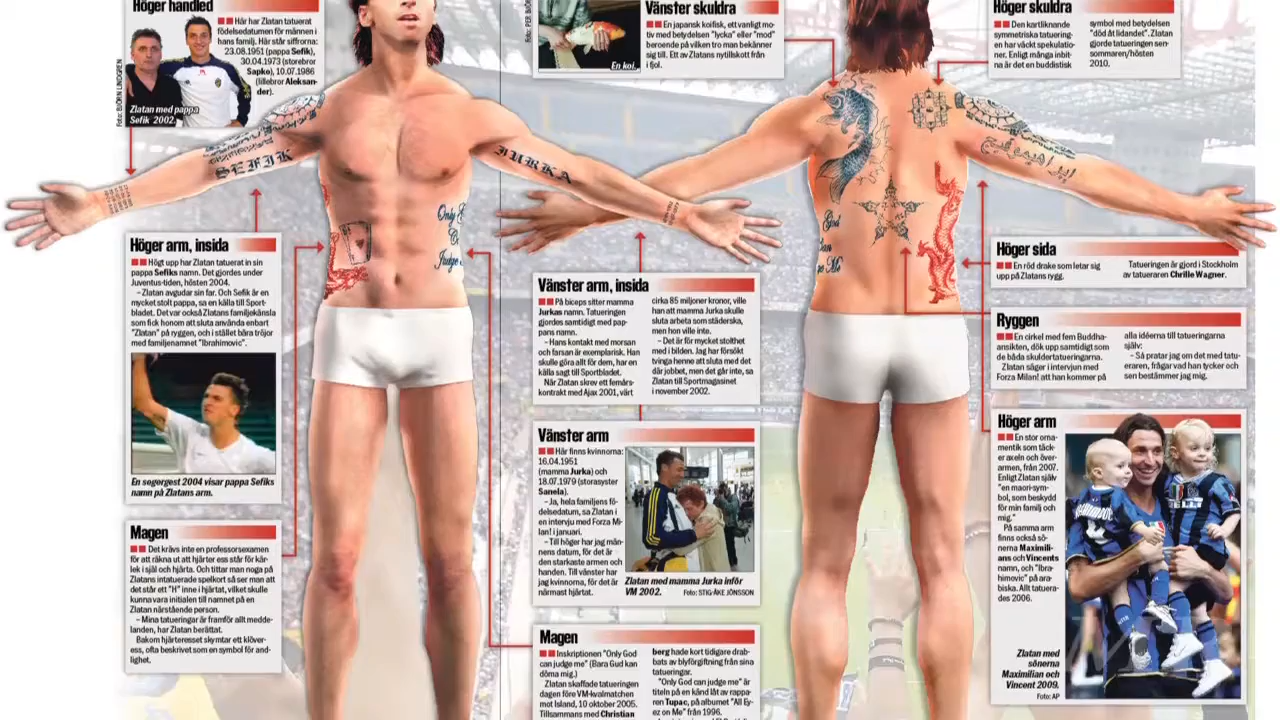 Höger handled
Här har Zlatan tatuerat
födelsedatumen för männen i
hans familj. Här står siffrorna:
23.08.1951 (pappa Sefik),
30.04.1973 (storebror
Sapko), 10.07.1986
(lillebror Aleksan-
der).
Zlatan med pappa
Sefik 2002.
Foto: BJÖRN LINDGREN
Vänster skuldra
En japansk koifisk, ett vanligt mo-
tiv med betydelsen "lycka" eller "mod"
beroende på vilken tro man bekänner
sig till. Ett av Zlatans nytillskott från
i fjol.
En koi.
Höger skuldra
Den kartliknande
symmetriska tatuering-
en har väckt spekulatio-
ner. Enligt många inbit-
na är det en buddistisk
symbol med betydelsen
"död åt lidandet". Zlatan
gjorde tatueringen sen-
sommaren/hösten
2010.
SEFIK
JURKA
Only
God
Can
Judge Me
Höger arm, insida
Högt upp har Zlatan tatuerat in sin
pappa Sefiks namn. Det gjordes under
Juventus-tiden, hösten 2004.
– Zlatan avgudar sin far. Och Sefik är en
mycket stolt pappa, sa en källa till Sport-
bladet. Det var också Zlatans familjekänsla
som fick honom att sluta använda enbart
"Zlatan" på ryggen, och i stället bära tröjor
med familjenamnet "Ibrahimovic".
En segergest 2004 visar pappa Sefiks
namn på Zlatans arm.
Magen
Det krävs inte en professorsexamen
för att räkna ut att hjärter ess står för kär-
lek i själ och hjärta. Och tittar man noga på
Zlatans intatuerade spelkort så ser man att
det står ett "H" inne i hjärtat, vilket skulle
kunna vara initialen till namnet på en
Zlatan närstående person.
– Mina tatueringar är framför allt medde-
landen, har Zlatan berättat.
Bakom hjärteresset skymtar ett klöver-
ess, ofta beskrivet som en symbol för and-
lighet.
Vänster arm, insida
På biceps sitter mamma
Jurkas namn. Tatueringen
gjordes samtidigt med pap-
pans namn.
– Hans kontakt med morsan
och farsan är exemplarisk. Han
skulle göra allt för dem, har en
källa sagt till Sportbladet.
När Zlatan skrev ett femårs-
kontrakt med Ajax 2001, värt
cirka 85 miljoner kronor, ville
han att mamma Jurka skulle
sluta arbeta som städerska,
men hon ville inte.
– Det är för mycket stolthet
med i bilden. Jag har försökt
tvinga henne att sluta med det
där jobbet, men det går inte, sa
Zlatan till Sportmagasinet
i november 2002.
Vänster arm
Här finns kvinnorna:
16.04.1951
(mamma Jurka) och
18.07.1979 (storasyster
Sanela).
– Ja, hela familjens fö-
delsedatum, sa Zlatan i
en intervju med Forza Mi-
lan! i januari.
– Till höger har jag män-
nens datum, för det är
den starkaste armen och
handen. Till vänster har
jag kvinnorna, för det är
närmast hjärtat.
Zlatan med mamma Jurka inför
VM 2002. Foto: STIG-ÅKE JÖNSSON
Magen
Inskriptionen "Only God
can judge me" (Bara Gud kan
döma mig.)
Zlatan skaffade tatueringen
dagen före VM-kvalmatchen
mot Island, 10 oktober 2005.
Tillsammans med Christian
berg hade kort tidigare drab-
bats av blyförgiftning från sina
tatueringar.
"Only God can judge me" är
titeln på en känd låt av rappa-
ren Tupac, på albumet "All Ey-
ez on Me" från 1996.
Höger sida
En röd drake som letar sig
upp på Zlatans rygg.
Tatueringen är gjord i Stockholm
av tatueraren Chrille Wagner.
Ryggen
En cirkel med fem Buddha-
ansikten, dök upp samtidigt som
de båda skuldertatueringarna.
Zlatan säger i intervjun med
Forza Milan! att han kommer på
alla idéerna till tatueringarna
själv:
– Så pratar jag om det med tatu-
eraren, frågar vad han tycker och
sen bestämmer jag mig.
Höger arm
En stor orna-
mentik som täck-
er axeln och över-
armen, från 2007.
Enligt Zlatan själv
"en maori-sym-
bol, som beskydd
för min familj och
mig."
På samma arm
finns också sö-
nerna Maximili-
ans och Vincents
namn, och "Ibra-
himovic" på ara-
biska. Allt tatuera-
des 2006.
Zlatan med
sönerna
Maximilian och
Vincent 2009.
Foto: AP